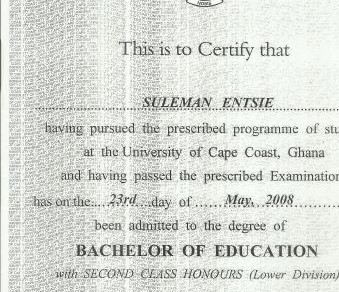 This is to Certify that
SULEMAN ENTSIE
having pursued the prescribed programme of stu
at the University of Cape Coast, Ghana
and having passed the prescribed Examination
has on the....23rd....day of ......May, 2008
been admitted to the degree of
BACHELOR OF EDUCATION
with SECOND CLASS HONOURS (Lower Division)